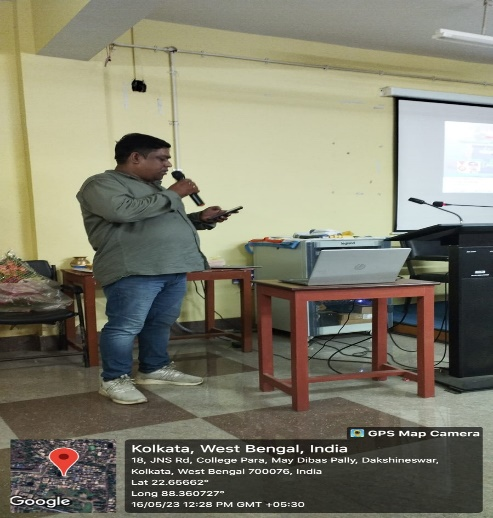 GPS Map Camera
Kolkata, West Bengal, India
18, JNS Rd, College Para, May Dibas Pally, Dakshineswar,
Kolkata, West Bengal 700076, India
Lat 22.65662°
Long 88.360727°
16/05/23 12:28 PM GMT +05:30
Google